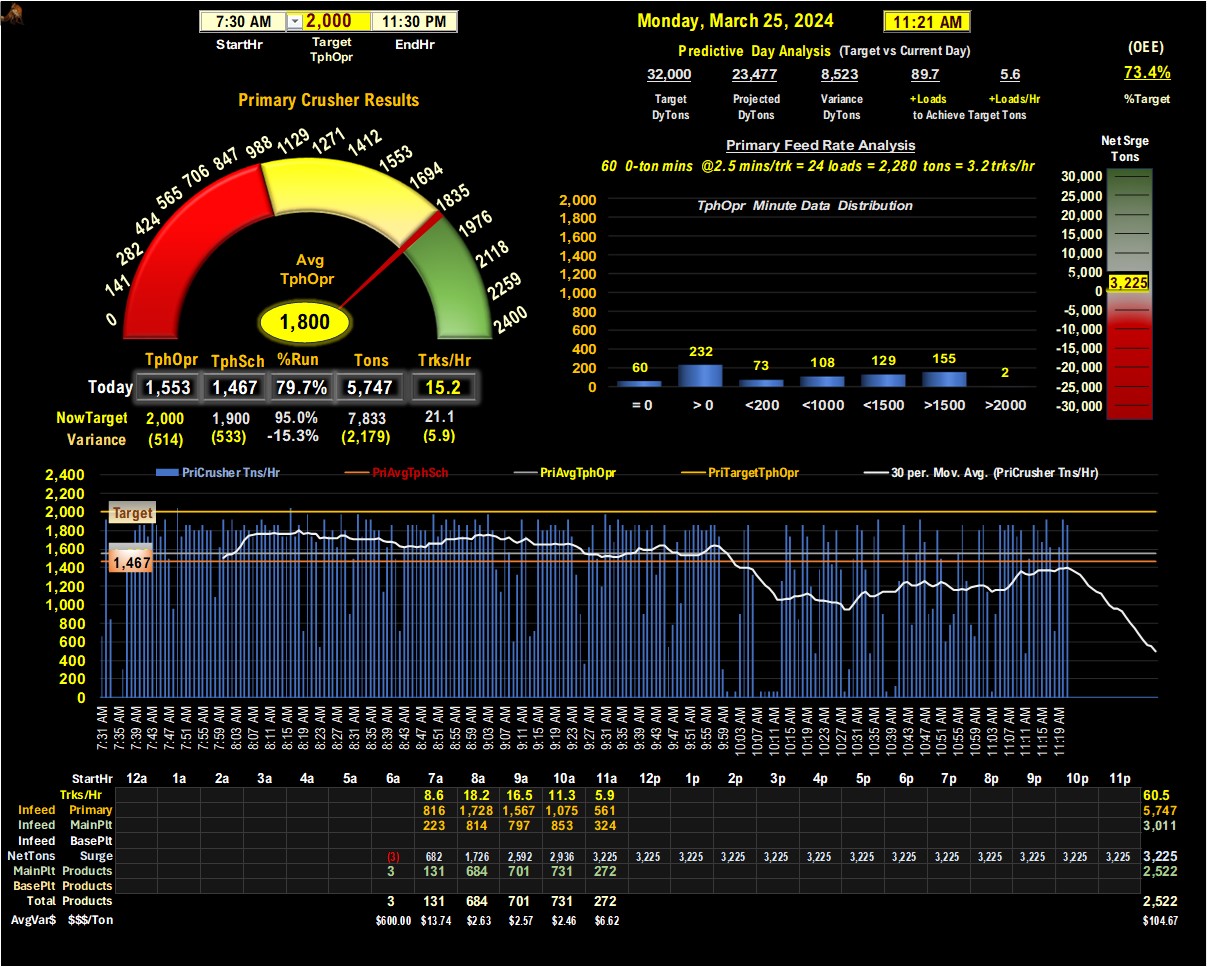 7:30 AM 2,000 11:30 PM
StartHr Target TphOpr EndHr
Monday, March 25, 2024 11:21 AM
Predictive Day Analysis (Target vs Current Day)
32,000 23,477 8,523 89.7 5.6
Target DyTons Projected DyTons Variance DyTons +Loads +Loads/Hr
to Achieve Target Tons
(OEE)
73.4%
%Target
Primary Crusher Results
0 141 282 424 565 706 847 988 1129 1271 1412 1553 1694 1835 1976 2118 2259 2400
Avg
TphOpr
1,800
TphOpr TphSch %Run Tons Trks/Hr
Today 1,553 1,467 79.7% 5,747 15.2
NowTarget 2,000 1,900 95.0% 7,833 21.1
Variance (514) (533) -15.3% (2,179) (5.9)
Primary Feed Rate Analysis
60 0-ton mins @2.5 mins/trk = 24 loads = 2,280 tons = 3.2trks/hr
TphOpr Minute Data Distribution
2,000
1,800
1,600
1,400
1,200
1,000
800
600
400
200
0
60 232 73 108 129 155 2
= 0 > 0 <200 <1000 <1500 >1500 >2000
Net Srge
Tons
30,000
25,000
20,000
15,000
10,000
5,000
3,225
0
-5,000
-10,000
-15,000
-20,000
-25,000
-30,000
PriCrusher Tns/Hr PriAvgTphSch PriAvgTphOpr PriTargetTphOpr 30 per. Mov. Avg. (PriCrusher Tns/Hr)
2,400
2,200
2,000
1,800
1,600
1,400
1,200
1,000
800
600
400
200
0
Target
1,467
7:31 AM 7:35 AM 7:39 AM 7:43 AM 7:47 AM 7:51 AM 7:55 AM 7:59 AM 8:03 AM 8:07 AM 8:11 AM 8:15 AM 8:19 AM 8:23 AM 8:27 AM 8:31 AM 8:35 AM 8:39 AM 8:43 AM 8:47 AM 8:51 AM 8:55 AM 8:59 AM 9:03 AM 9:07 AM 9:11 AM 9:15 AM 9:19 AM 9:23 AM 9:27 AM 9:31 AM 9:35 AM 9:39 AM 9:43 AM 9:47 AM 9:51 AM 9:55 AM 9:59 AM 10:03 AM 10:07 AM 10:11 AM 10:15 AM 10:19 AM 10:23 AM 10:27 AM 10:31 AM 10:35 AM 10:39 AM 10:43 AM 10:47 AM 10:51 AM 10:55 AM 10:59 AM 11:03 AM 11:07 AM 11:11 AM 11:15 AM 11:19 AM
StartHr 12a 1a 2a 3a 4a 5a 6a 7a 8a 9a 10a 11a 12p 1p 2p 3p 4p 5p 6p 7p 8p 9p 10p 11p
Trks/Hr 8.6 18.2 16.5 11.3 5.9 60.5
Infeed Primary 816 1,728 1,567 1,075 561 5,747
Infeed MainPlt 223 814 797 853 324 3,011
Infeed BasePlt
NetTons Surge (3) 682 1,726 2,592 2,936 3,225 3,225 3,225 3,225 3,225 3,225 3,225 3,225 3,225 3,225 3,225 3,225 3,225 3,225
MainPlt Products 3 131 684 701 731 272 2,522
BasePlt Products
Total Products 3 131 684 701 731 272 2,522
AvgVar$ $$$/Ton $600.00 $13.74 $2.63 $2.57 $2.46 $6.62 $104.67